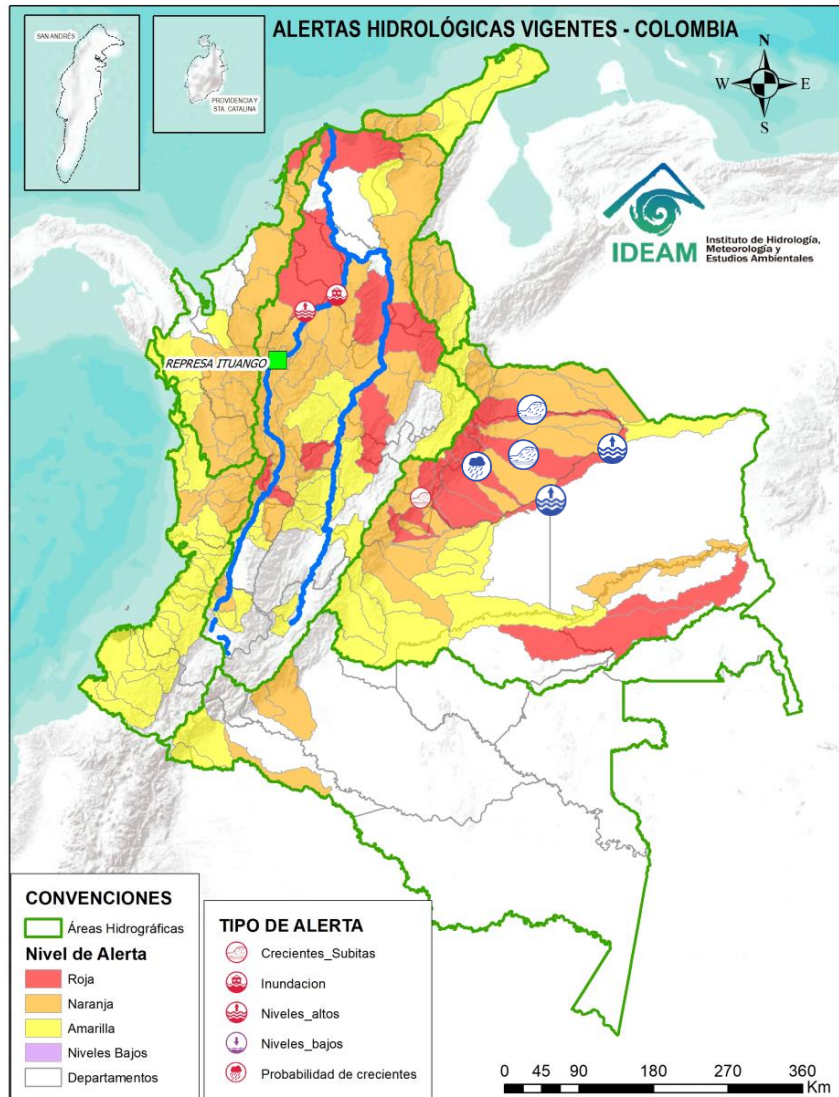 ALERTAS HIDROLÓGICAS VIGENTES - COLOMBIA
SAN ANDRÉS
PROVIDENCIA Y
STA. CATALINA
N
W
E
S
IDEAM
Instituto de Hidrología,
Meteorología y
Estudios Ambientales
REPRESA ITUANGO
CONVENCIONES
Áreas Hidrográficas
Nivel de Alerta
Roja
Naranja
Amarilla
Niveles Bajos
Departamentos
TIPO DE ALERTA
Crecientes_Subitas
Inundacion
Niveles_altos
Niveles_bajos
Probabilidad de crecientes
0 45 90 180 270 360
Km